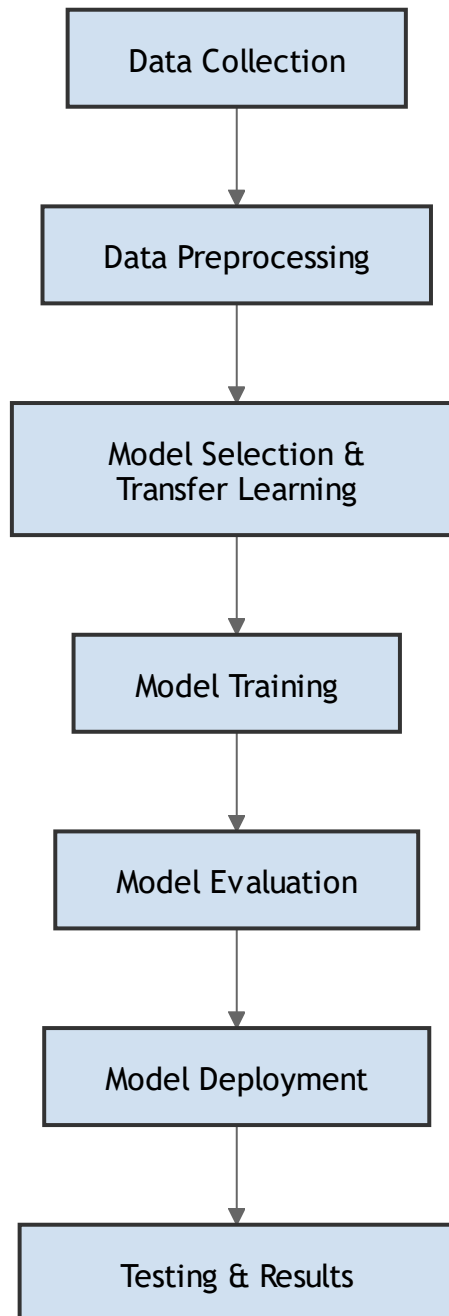 Data Collection
Data Preprocessing
Model Selection &
Transfer Learning
Model Training
Model Evaluation
Model Deployment
Testing & Results